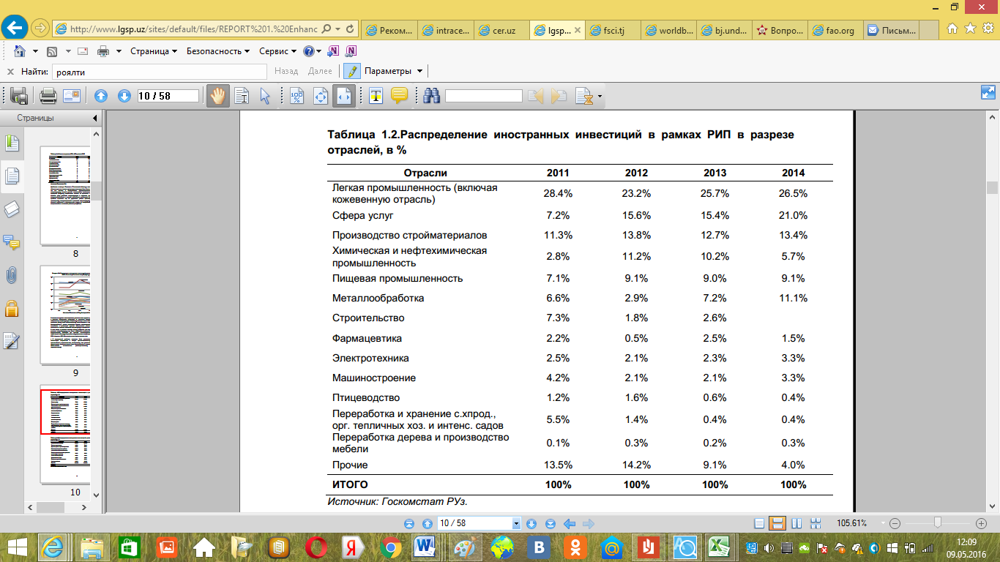 http://www.lgsp.uz/sites/default/files/REPORT%201.%20Enhanc
Реком...
intrace...
cer.uz
lgsp...
fsci.tj
worldb...
bj.und...
Вопро...
fao.org
Письм...
Страница
Безопасность
Сервис
Найти: роялти
Назад Далее
Параметры
10 / 58
Страницы
8
9
10
Таблица 1.2.Распределение иностранных инвестиций в рамках РИП в разрезе
отраслей, в %
Отрасли 2011 2012 2013 2014
Легкая промышленность (включая
кожевенную отрасль) 28.4% 23.2% 25.7% 26.5%
Сфера услуг 7.2% 15.6% 15.4% 21.0%
Производство стройматериалов 11.3% 13.8% 12.7% 13.4%
Химическая и нефтехимическая
промышленность 2.8% 11.2% 10.2% 5.7%
Пищевая промышленность 7.1% 9.1% 9.0% 9.1%
Металлообработка 6.6% 2.9% 7.2% 11.1%
Строительство 7.3% 1.8% 2.6%
Фармацевтика 2.2% 0.5% 2.5% 1.5%
Электротехника 2.5% 2.1% 2.3% 3.3%
Машиностроение 4.2% 2.1% 2.1% 3.3%
Птицеводство 1.2% 1.6% 0.6% 0.4%
Переработка и хранение с.хпрод.,
орг. тепличных хоз. и интенс. садов 5.5% 1.4% 0.4% 0.4%
Переработка дерева и производство
мебели 0.1% 0.3% 0.2% 0.3%
Прочие 13.5% 14.2% 9.1% 4.0%
ИТОГО 100% 100% 100% 100%
Источник: Госкомстат РУз.
10 / 58
105.61%
12:09
09.05.2016